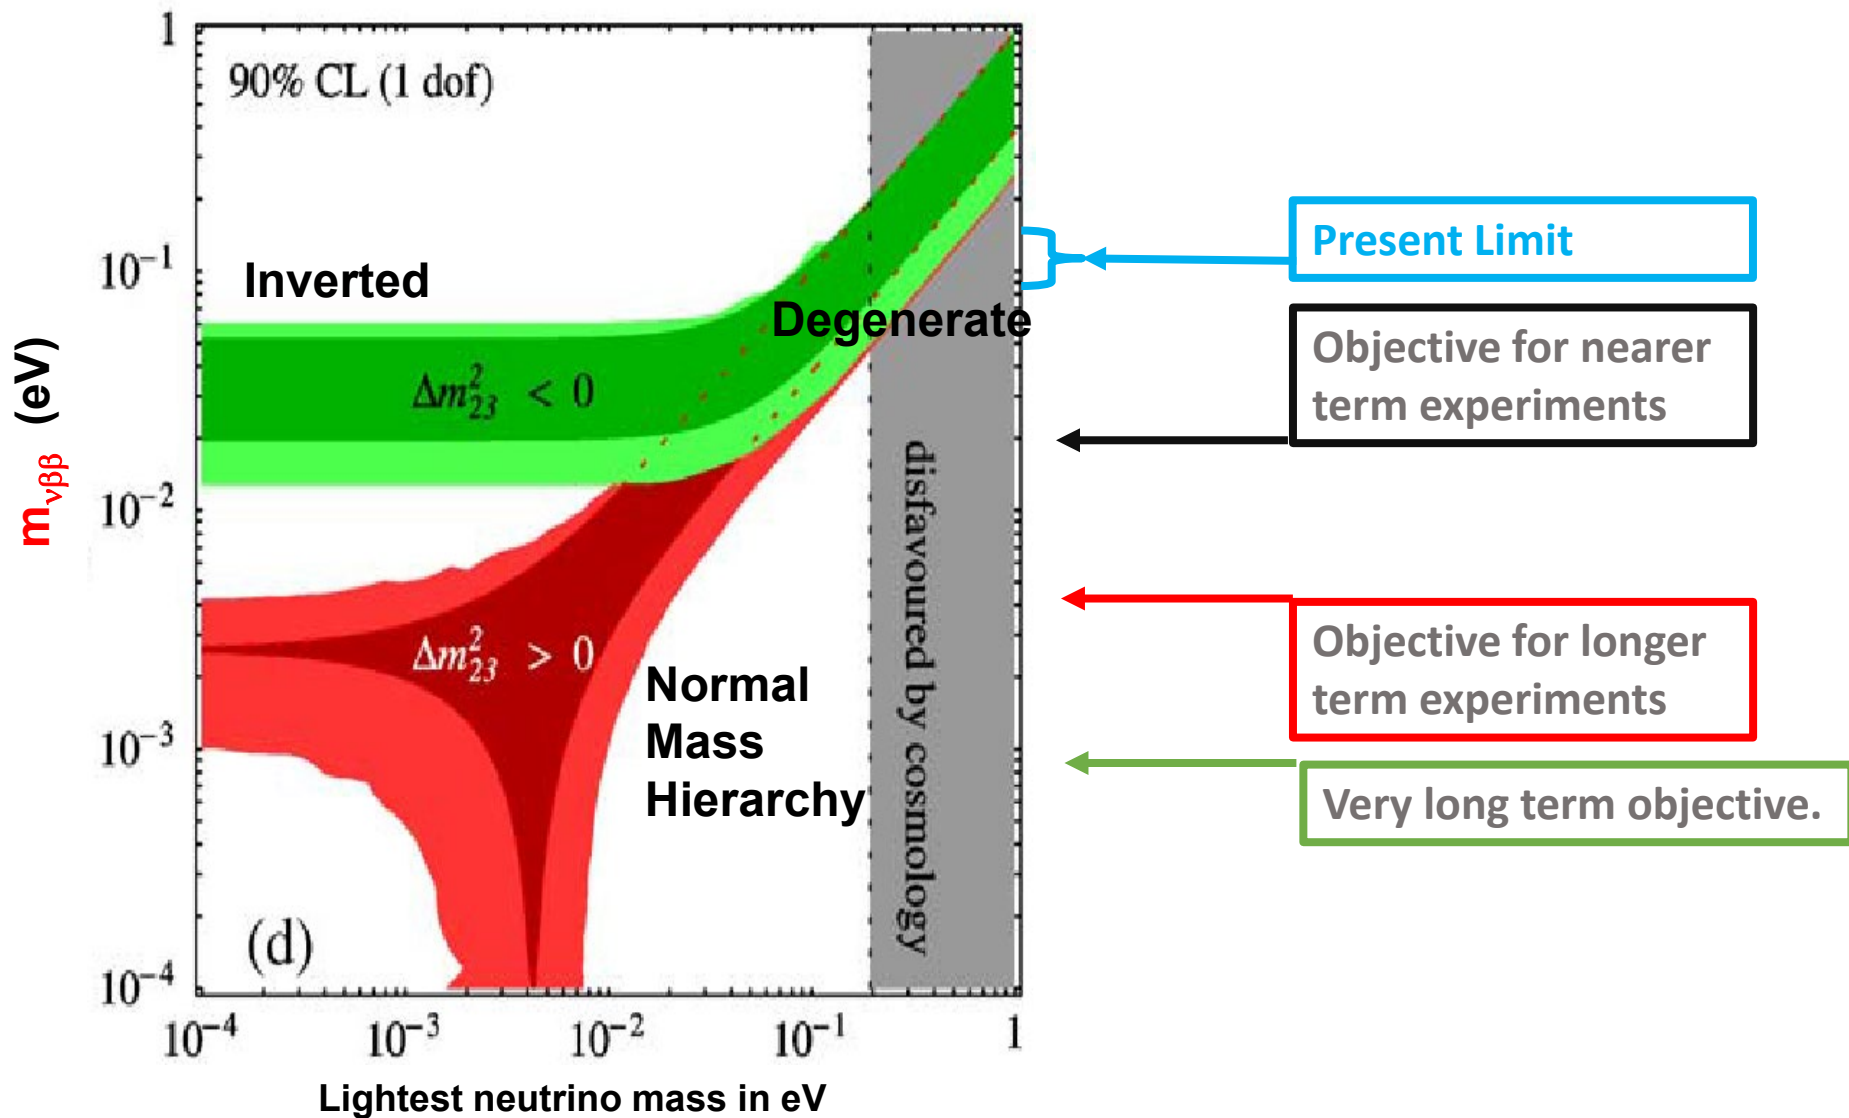 1
90% CL (1 dof)
Present Limit
10⁻¹
Inverted
Degenerate
Objective for nearer
term experiments
m_νββ (eV)
Δm²₂₃ < 0
10⁻²
disfavoured by cosmology
Objective for longer
term experiments
Δm²₂₃ > 0
Normal
Mass
Hierarchy
10⁻³
Very long term objective.
(d)
10⁻⁴
10⁻⁴ 10⁻³ 10⁻² 10⁻¹ 1
Lightest neutrino mass in eV